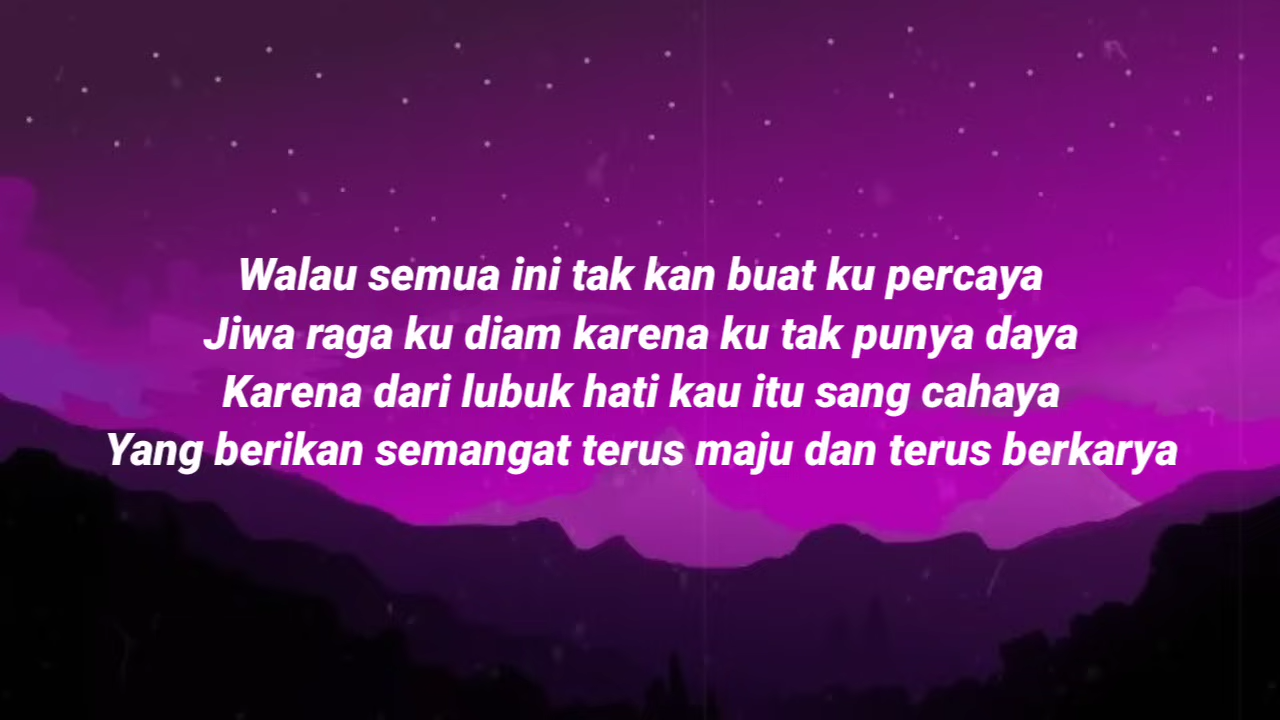 Walau semua ini tak kan buat ku percaya
Jiwa raga ku diam karena ku tak punya daya
Karena dari lubuk hati kau itu sang cahaya
Yang berikan semangat terus maju dan terus berkarya